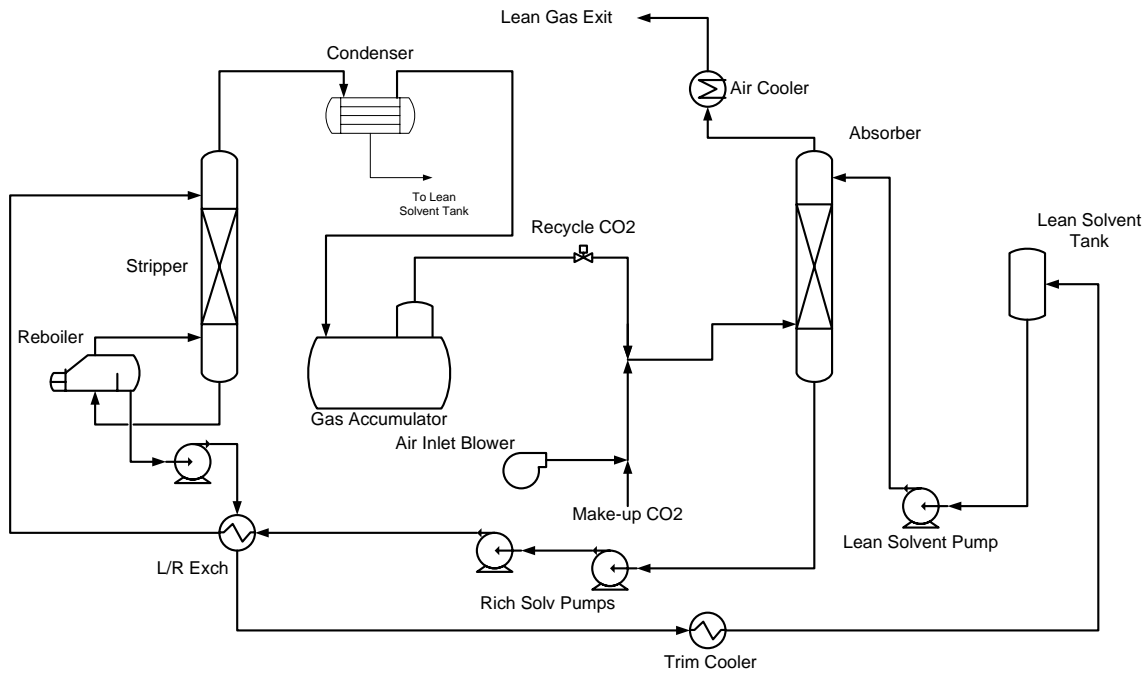 Lean Gas Exit
Condenser
Air Cooler
Absorber
To Lean
Solvent Tank
Recycle CO2
Lean Solvent
Tank
Stripper
Reboiler
Gas Accumulator
Air Inlet Blower
Make-up CO2
Lean Solvent Pump
L/R Exch
Rich Solv Pumps
Trim Cooler